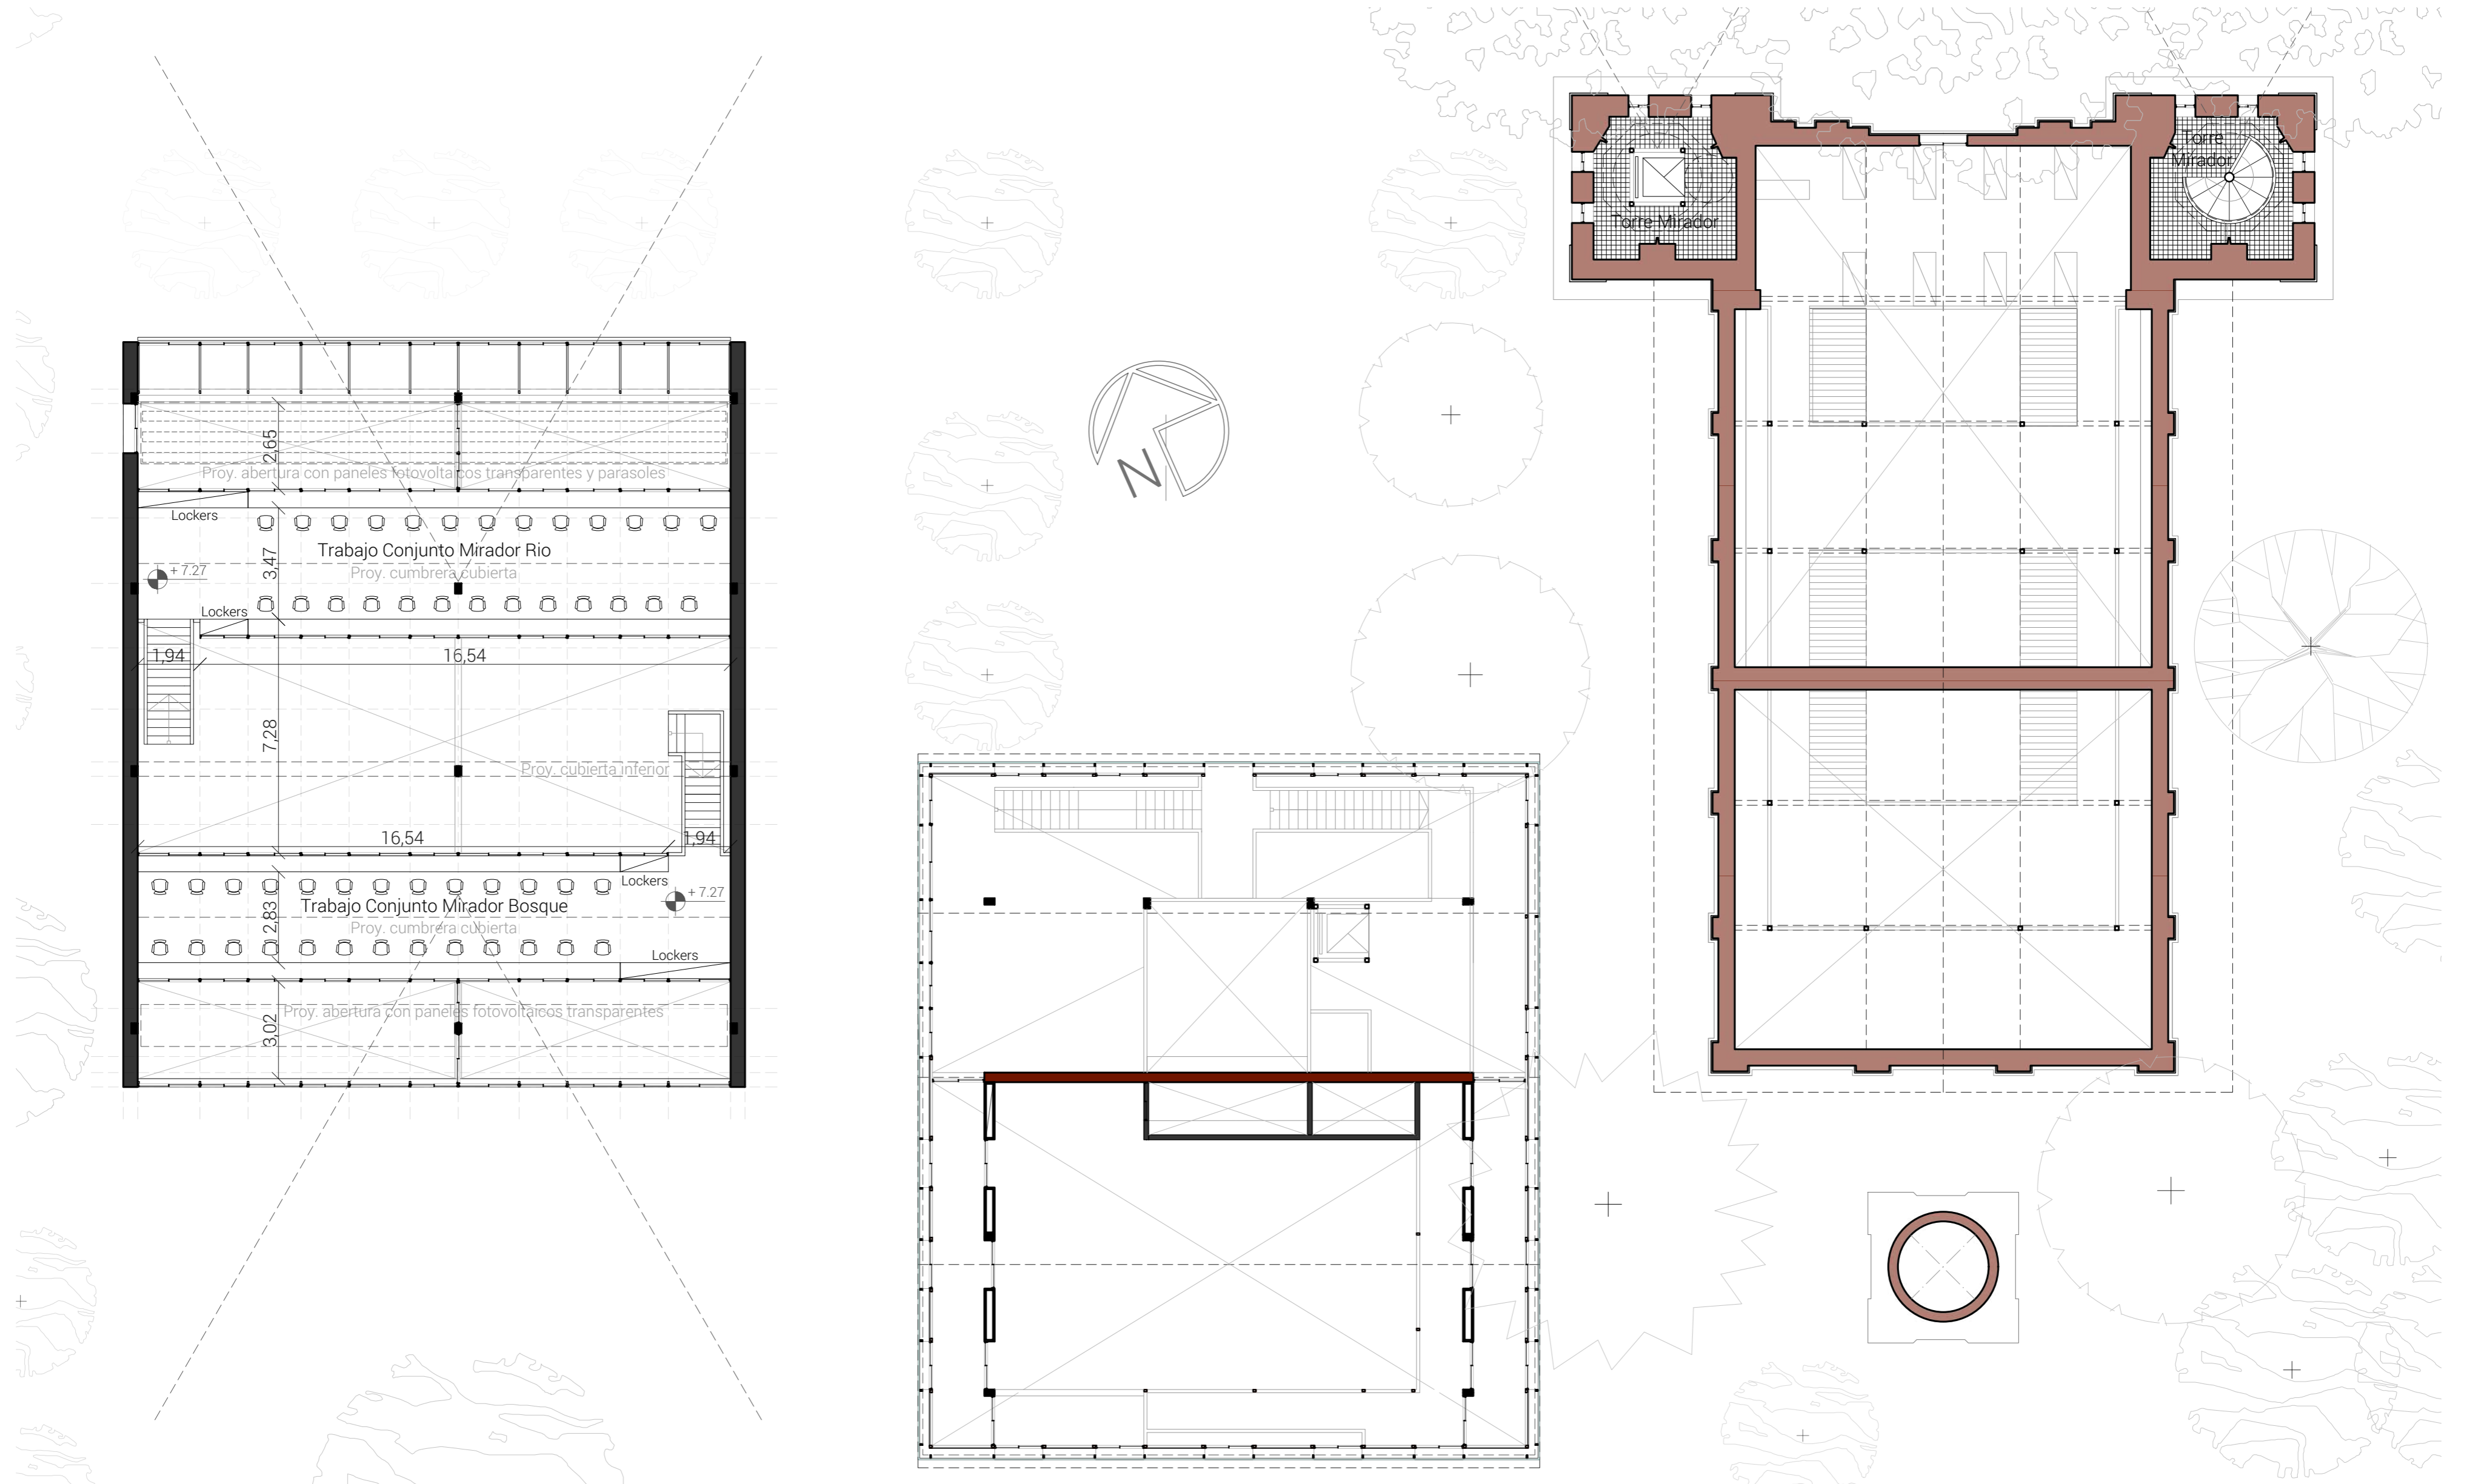 2,65
Proy. abertura con paneles fotovoltaicos transparentes y parasoles
Lockers
Trabajo Conjunto Mirador Rio
Proy. cumbrera cubierta
3,47
+ 7.27
Lockers
1,94
16,54
7,28
Proy. cubierta inferior
16,54
1,94
Lockers
+ 7.27
2,83
Trabajo Conjunto Mirador Bosque
Proy. cumbrera cubierta
Lockers
Proy. abertura con paneles fotovoltaicos transparentes
3,02
N
Torre Mirador
Torre
Mirador